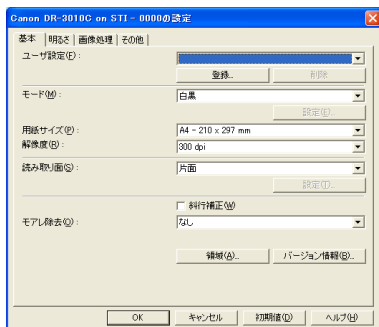 Canon DR-3010C on STI - 0000の設定
基本 明るさ 画像処理 その他
ユーザ設定(F):
登録... 削除
モード(M): 白黒
設定(E)...
用紙サイズ(P): A4 - 210 x 297 mm
解像度(R): 300 dpi
読み取り面(S): 片面
設定(T)...
斜行補正(W)
モアレ除去(O): なし
領域(A)... バージョン情報(B)...
OK キャンセル 初期値(D) ヘルプ(H)